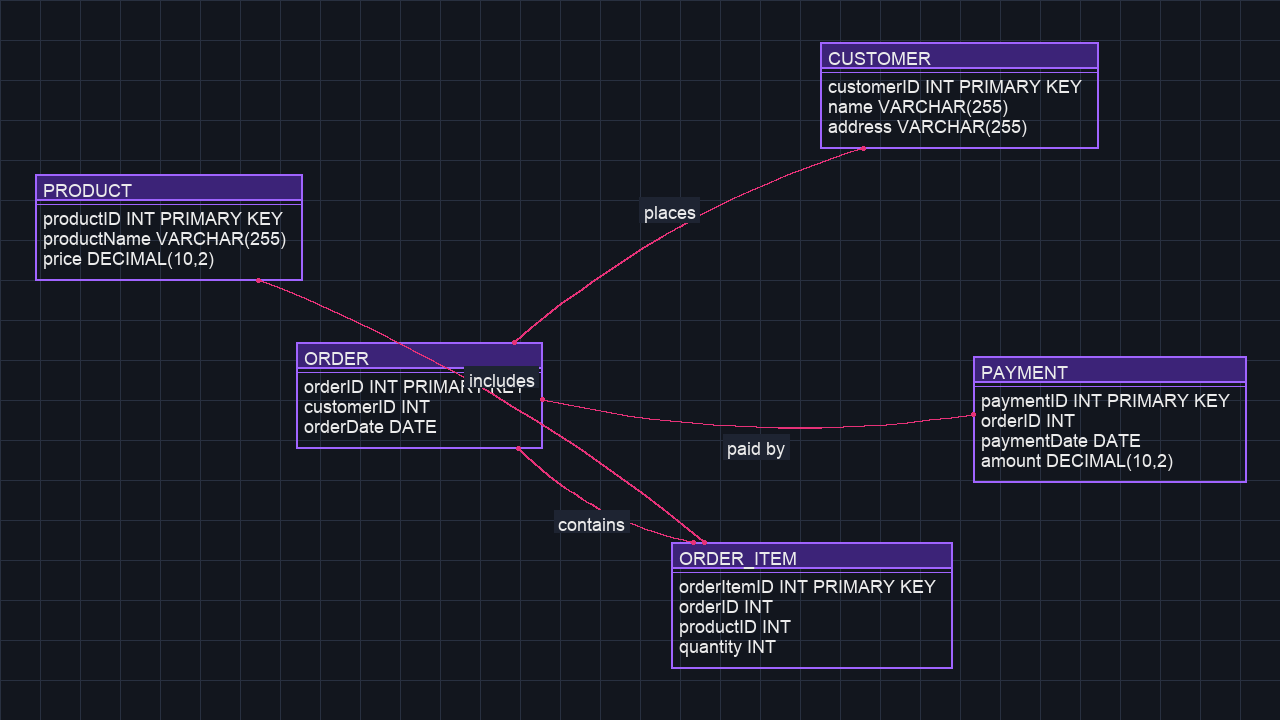 CUSTOMER
customerID INT PRIMARY KEY
name VARCHAR(255)
address VARCHAR(255)
PRODUCT
productID INT PRIMARY KEY
productName VARCHAR(255)
price DECIMAL(10,2)
places
ORDER
orderID INT PRIMARY KEY
customerID INT
orderDate DATE
includes
PAYMENT
paymentID INT PRIMARY KEY
orderID INT
paymentDate DATE
amount DECIMAL(10,2)
paid by
contains
ORDER_ITEM
orderItemID INT PRIMARY KEY
orderID INT
productID INT
quantity INT